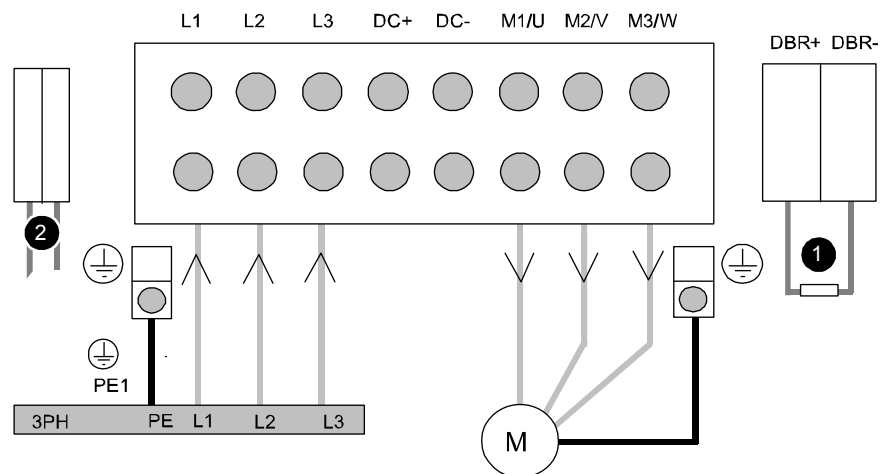 L1 L2 L3 DC+ DC- M1/U M2/V M3/W
DBR+ DBR-
2
1
PE1
3PH PE L1 L2 L3
M